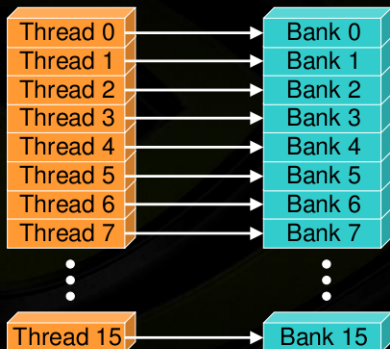 Thread 0 Bank 0
Thread 1 Bank 1
Thread 2 Bank 2
Thread 3 Bank 3
Thread 4 Bank 4
Thread 5 Bank 5
Thread 6 Bank 6
Thread 7 Bank 7
Thread 15 Bank 15